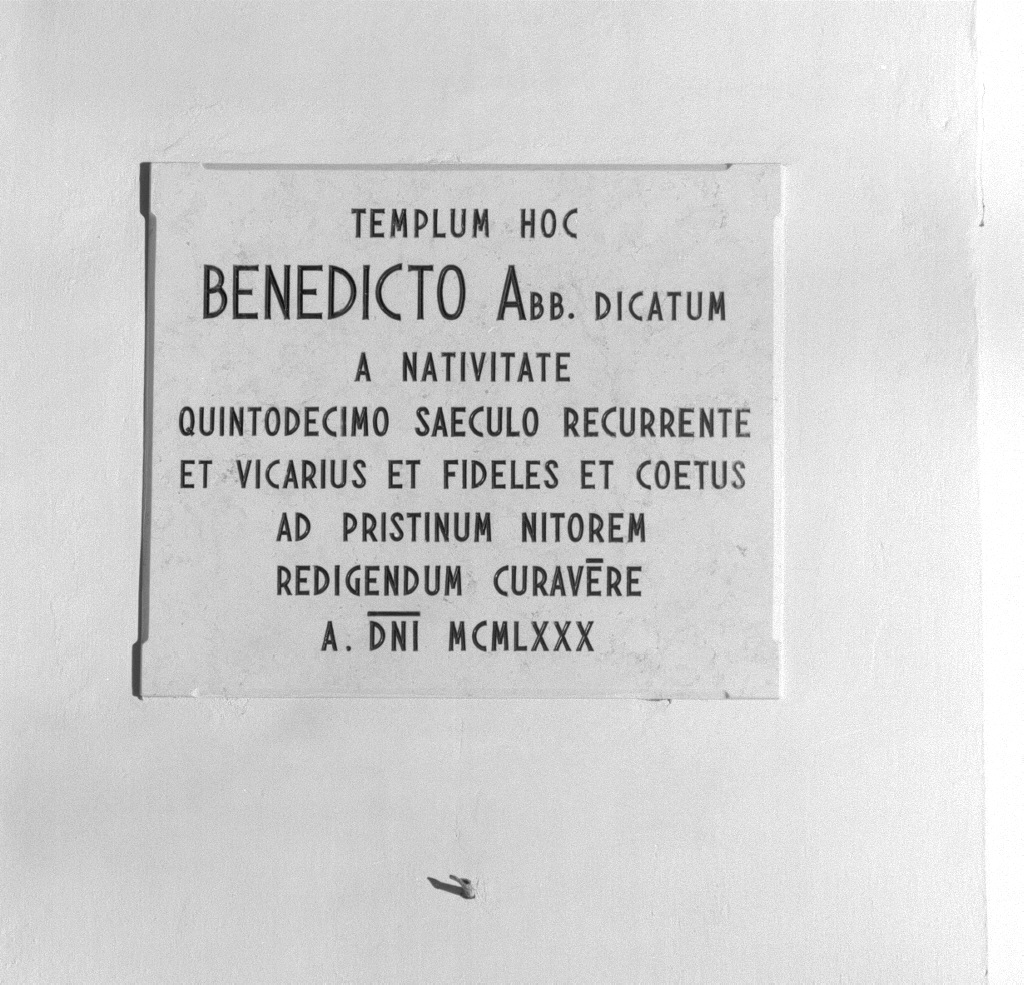 TEMPLUM HOC
BENEDICTO ABB. DICATUM
A NATIVITATE
QUINTODECIMO SAECULO RECURRENTE
ET VICARIUS ET FIDELES ET COETUS
AD PRISTINUM NITOREM
REDIGENDUM CURAVĒRE
A. D̅N̅I̅ MCMLXXX